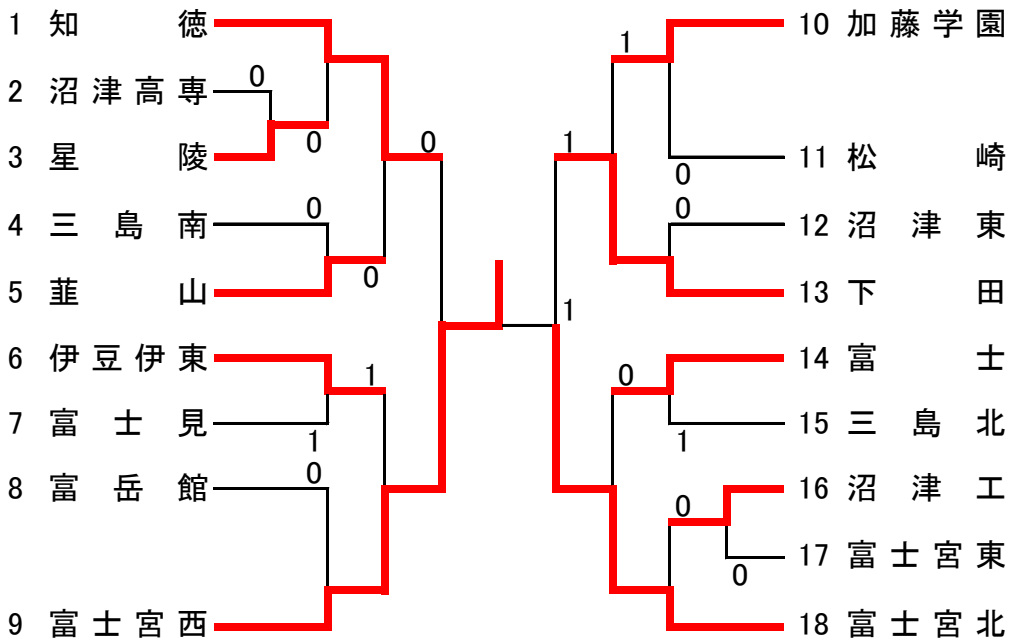 1 知徳
2 沼津高専
3 星陵
4 三島南
5 韮山
6 伊豆伊東
7 富士見
8 富岳館
9 富士宮西
0
0
0
0
0
1
1
0
10 加藤学園
11 松崎
12 沼津東
13 下田
14 富士
15 三島北
16 沼津工
17 富士宮東
18 富士宮北
1
1
0
0
1
0
1
0
0